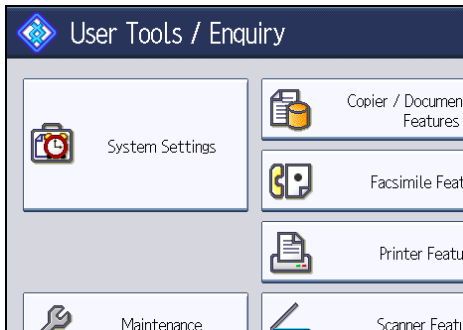 User Tools / Enquiry
System Settings
Copier / Documen
Features
Facsimile Feat
Printer Featu
Maintenance
Scanner Featu